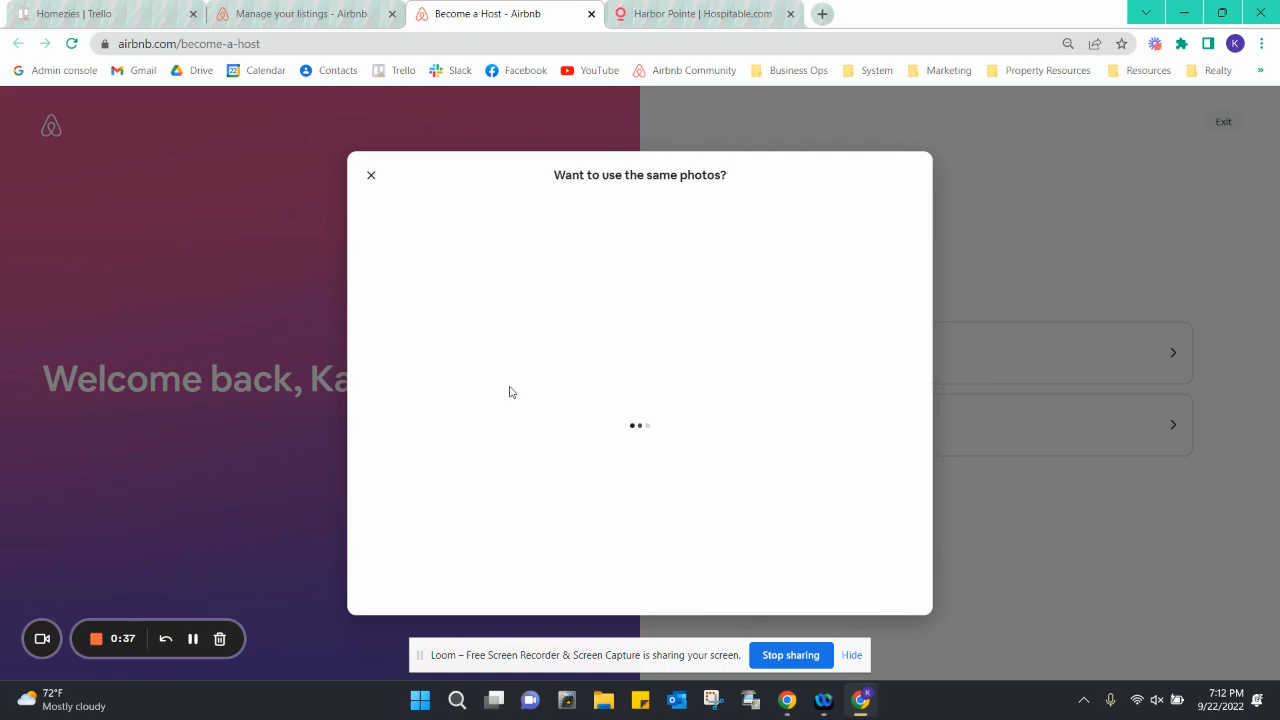 Homezies | Trello
Manage your listings - Airbnb
Become a Host - Airbnb
Harbor Pointe | Hospitable.com
airbnb.com/become-a-host
K
Admin console
Gmail
Drive
Calendar
Contacts
Trello
Slack
Facebook
YouTube
Airbnb Community
Business Ops
System
Marketing
Property Resources
Resources
Realty
»
Exit
Want to use the same photos?
Welcome back, Ka
0:37
Loom – Free Screen Recorder & Screen Capture is sharing your screen.
Stop sharing
Hide
72°F
Mostly cloudy
K
7:12 PM
9/22/2022